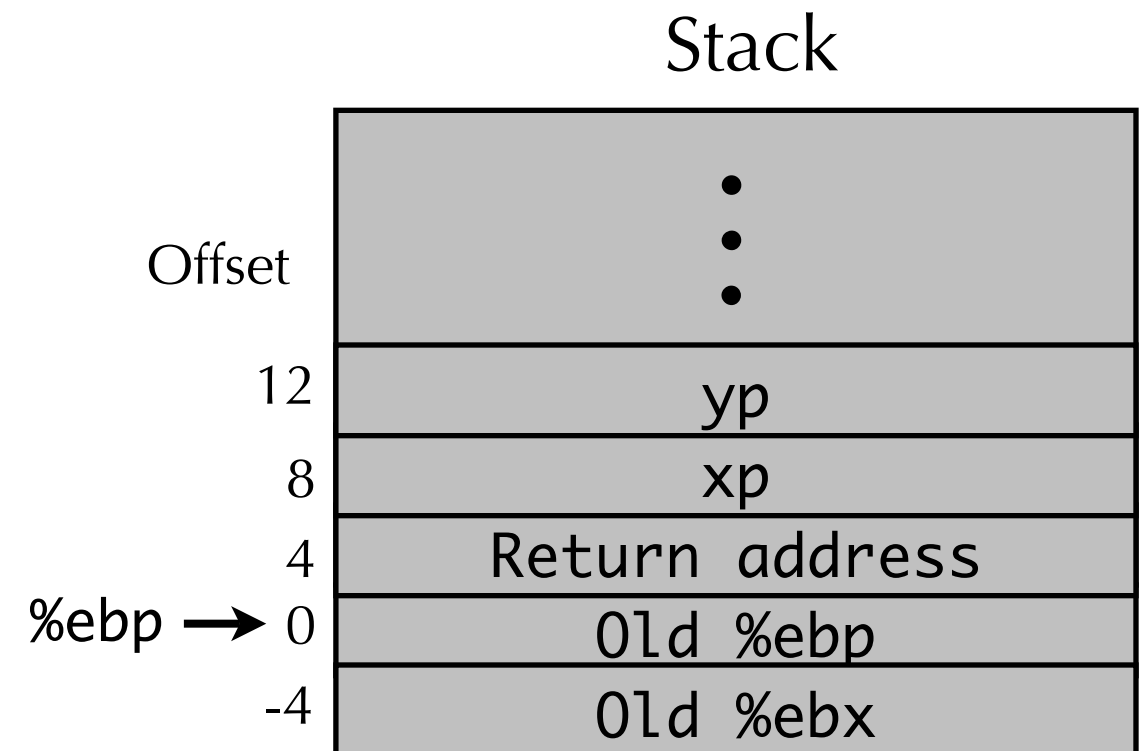 Stack
Offset
12 yp
8 xp
4 Return address
%ebp 0 Old %ebp
-4 Old %ebx